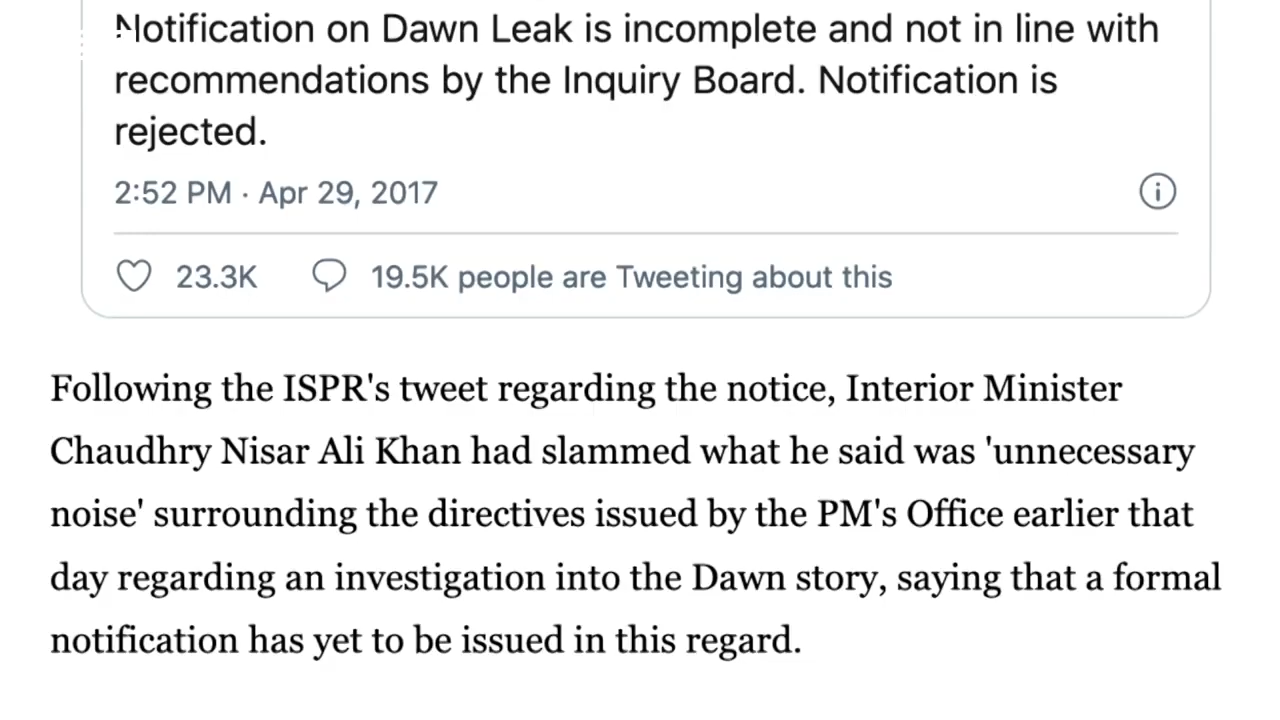 Notification on Dawn Leak is incomplete and not in line with
recommendations by the Inquiry Board. Notification is
rejected.
2:52 PM · Apr 29, 2017
23.3K 19.5K people are Tweeting about this
Following the ISPR's tweet regarding the notice, Interior Minister
Chaudhry Nisar Ali Khan had slammed what he said was 'unnecessary
noise' surrounding the directives issued by the PM's Office earlier that
day regarding an investigation into the Dawn story, saying that a formal
notification has yet to be issued in this regard.